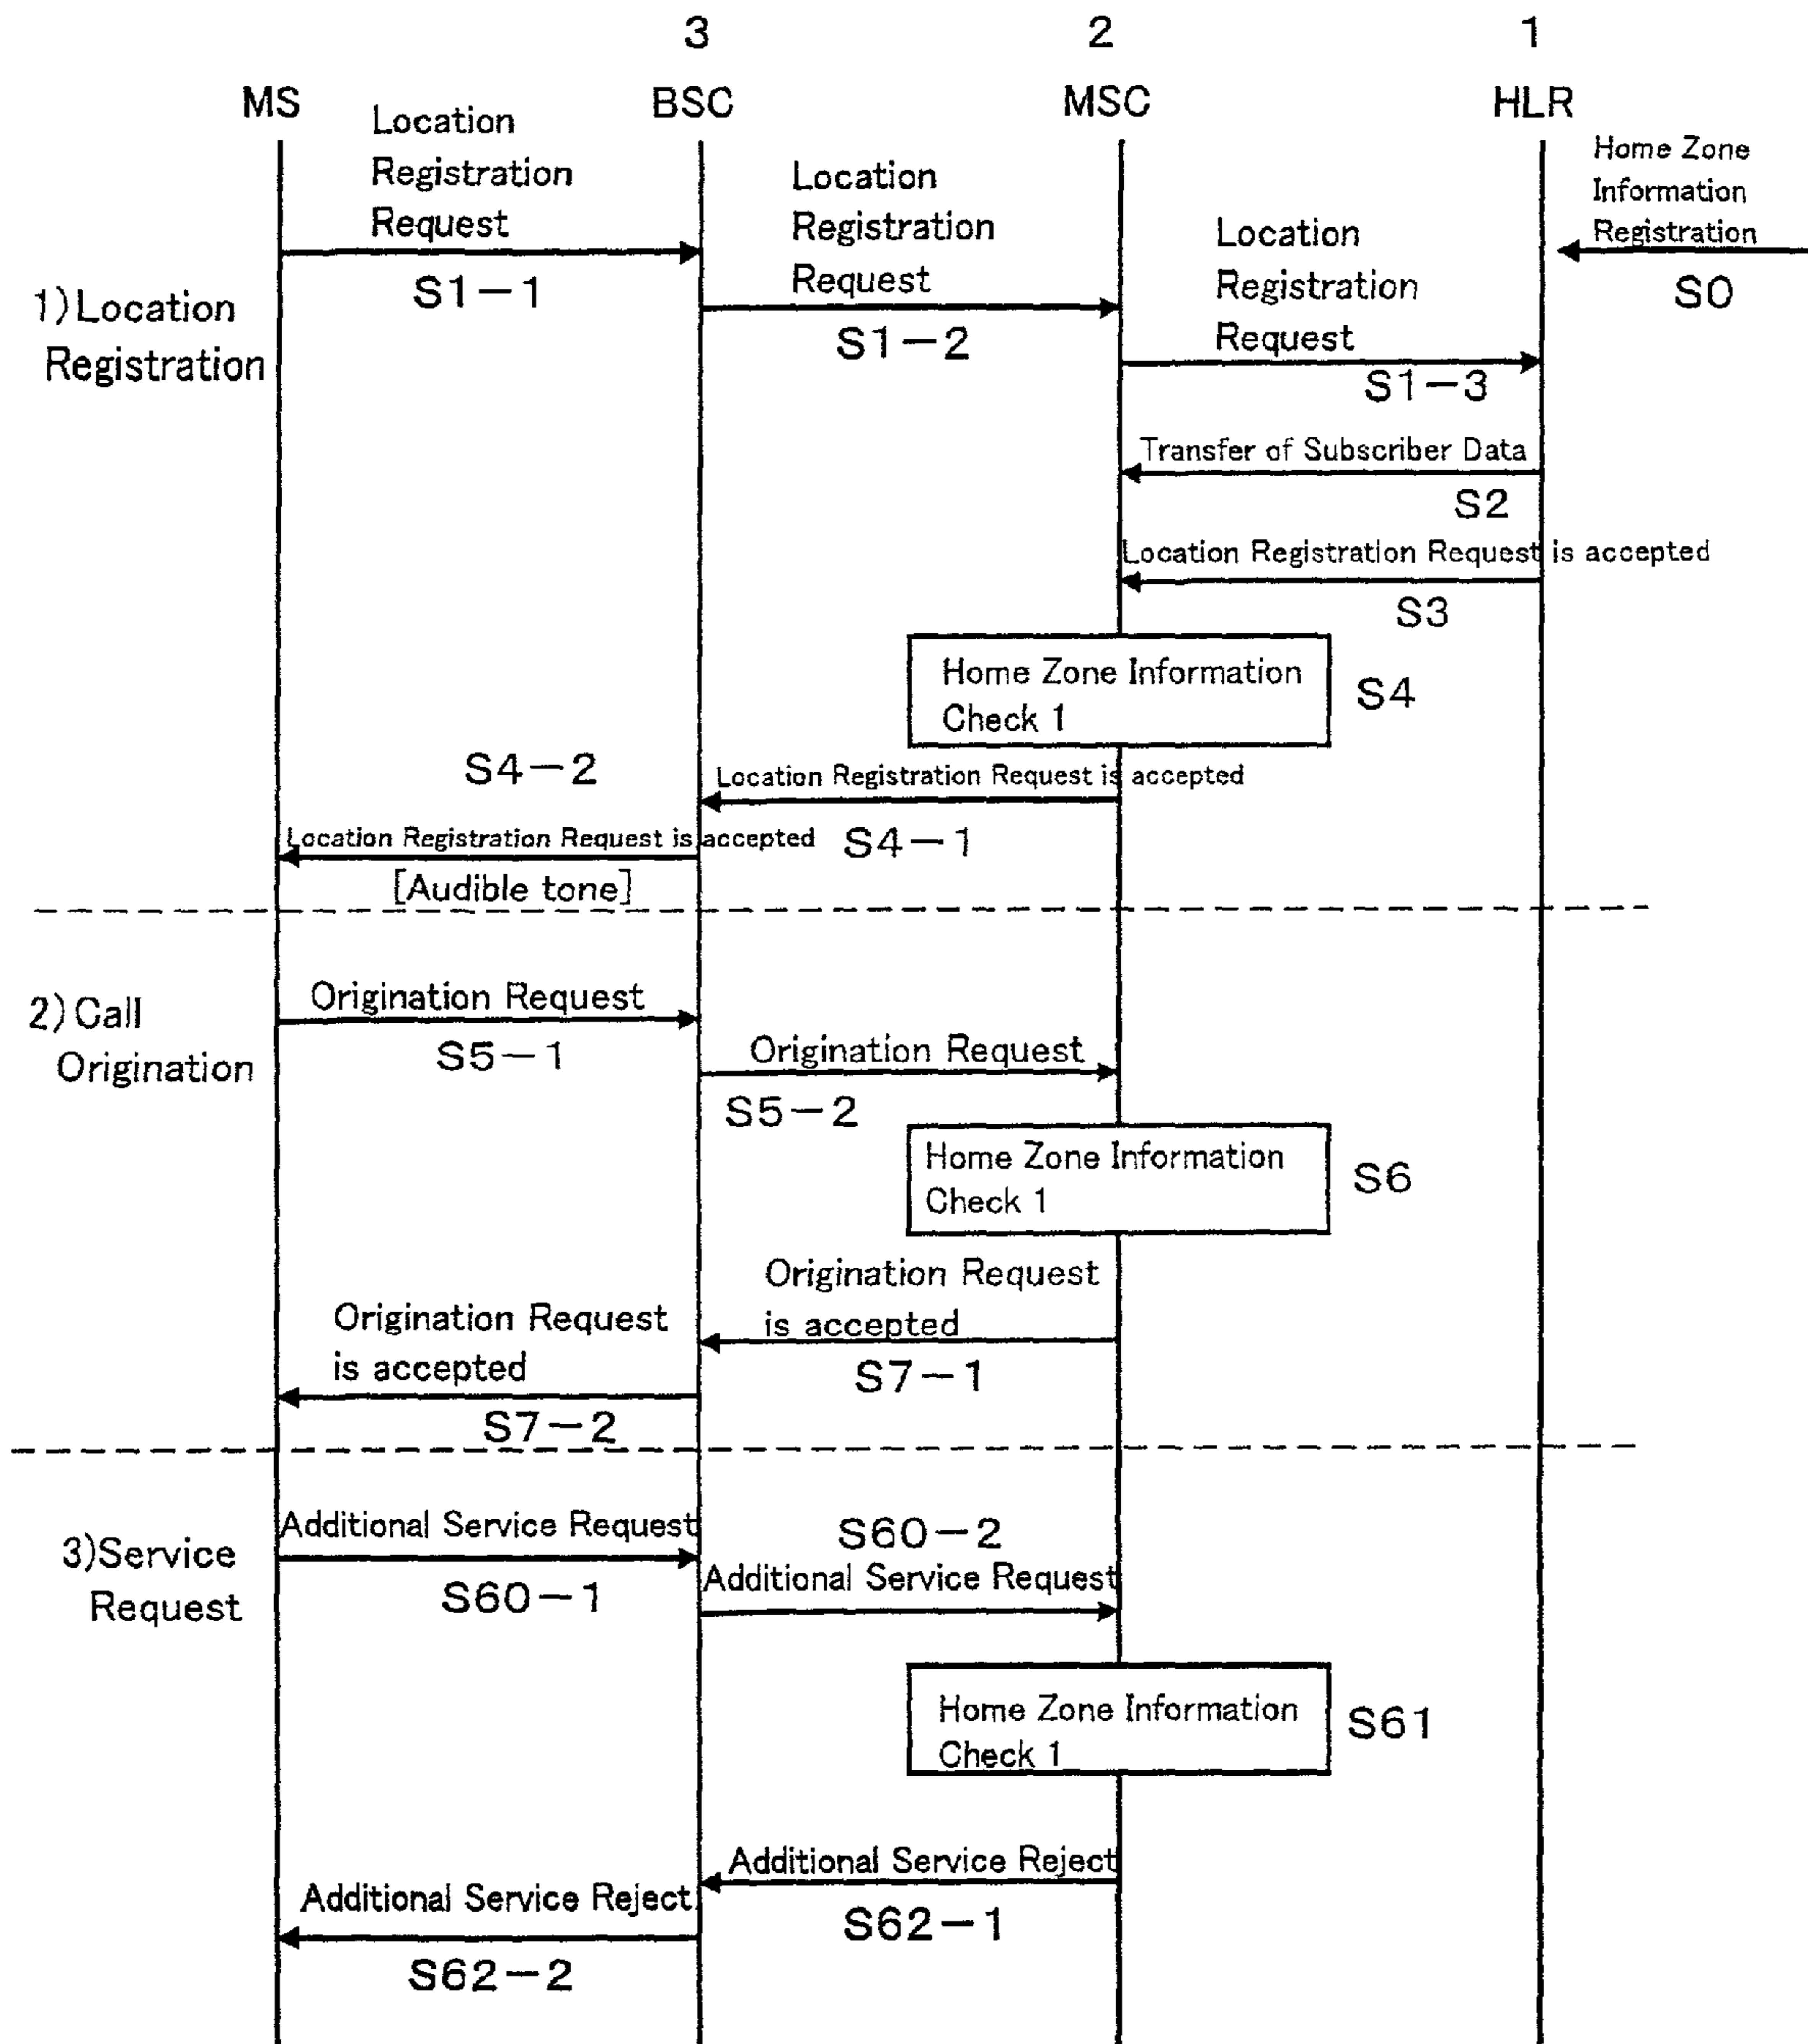 3
2
1
MS
BSC
MSC
HLR
Location
Registration
Request
S1-1
Location
Registration
Request
S1-2
Location
Registration
Request
S1-3
Home Zone
Information
Registration
S0
1)Location
Registration
Transfer of Subscriber Data
S2
Location Registration Request is accepted
S3
Home Zone Information
Check 1
S4
S4-2
Location Registration Request is accepted
S4-1
Location Registration Request is accepted
[Audible tone]
2)Call
Origination
Origination Request
S5-1
Origination Request
S5-2
Home Zone Information
Check 1
S6
Origination Request
is accepted
S7-1
Origination Request
is accepted
S7-2
3)Service
Request
Additional Service Request
S60-1
S60-2
Additional Service Request
Home Zone Information
Check 1
S61
Additional Service Reject
S62-1
Additional Service Reject
S62-2